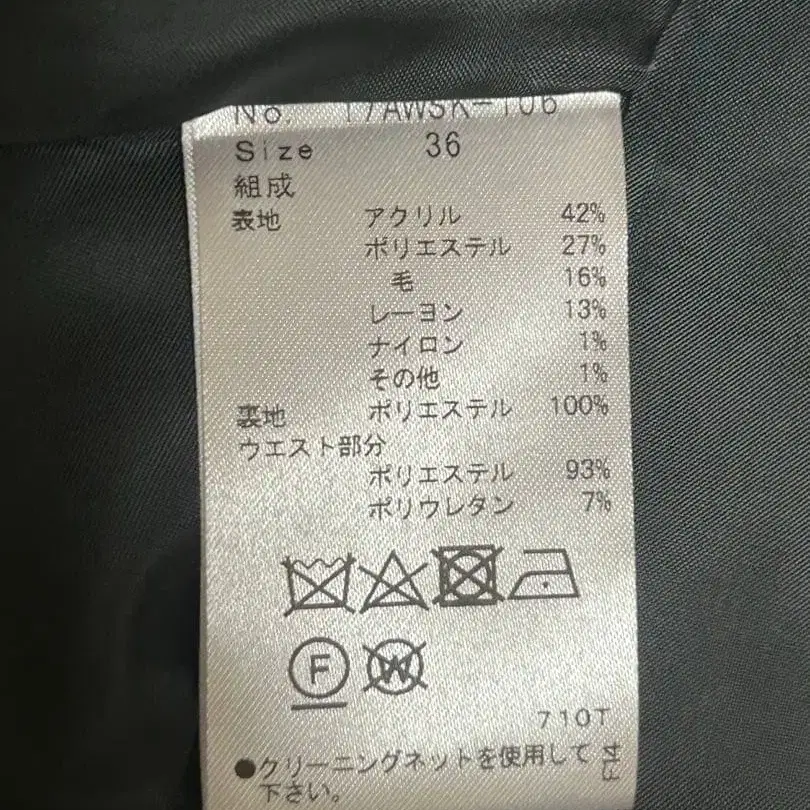 No. 17AWSK-106
Size 36
組成
表地 アクリル 42%
ポリエステル 27%
毛 16%
レーヨン 13%
ナイロン 1%
その他 1%
裏地 ポリエステル 100%
ウエスト部分
ポリエステル 93%
ポリウレタン 7%
F W
710T
●クリーニングネットを使用して
下さい。